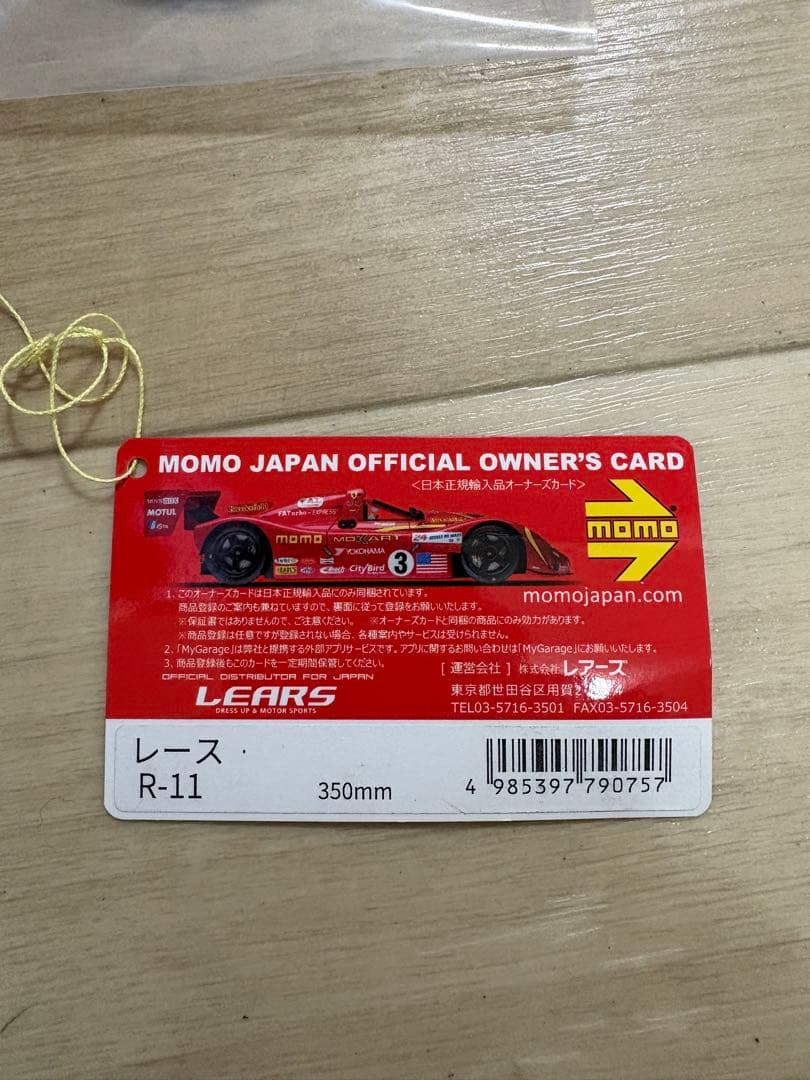 MOMO JAPAN OFFICIAL OWNER'S CARD
<日本正規輸入品オーナーズカード>
MOTUL
momo
YOKOHAMA
CityBird
3
momo
momojapan.com
1. このオーナーズカードは日本正規輸入品にのみ同梱されています。
商品登録のご案内も兼ねていますので、裏面に従って登録をお願いいたします。
※保証書ではありませんので、ご注意ください。 ※オーナーズカードと同梱の商品にのみ効力があります。
※商品登録は任意ですが登録されない場合、各種案内やサービスは受けられません。
2. 「MyGarage」は弊社と提携する外部アプリサービスです。アプリに関するお問い合わせは「MyGarage」にお願いいたします。
3. 商品登録後もこのカードを一定期間保管してください。
OFFICIAL DISTRIBUTOR FOR JAPAN
LEARS
DRESS UP & MOTOR SPORTS
[ 運営会社 ] 株式会社 レアーズ
東京都世田谷区用賀2
TEL03-5716-3501 FAX03-5716-3504
レース
R-11
350mm
4 985397 790757